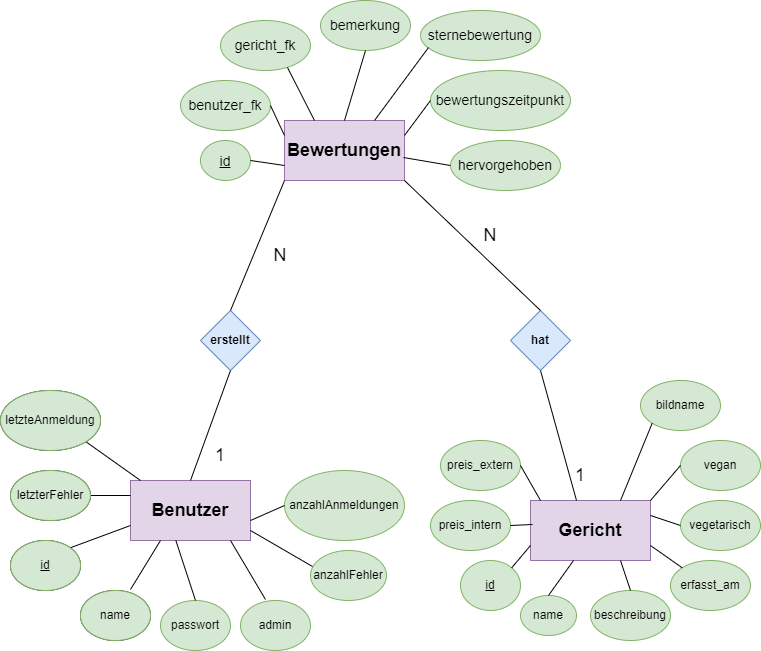 bemerkung
gericht_fk
sternebewertung
benutzer_fk
bewertungszeitpunkt
Bewertungen
id
hervorgehoben
N
N
erstellt
hat
letzteAnmeldung
bildname
1
preis_extern
vegan
1
letzterFehler
anzahlAnmeldungen
Benutzer
preis_intern
Gericht
vegetarisch
id
anzahlFehler
id
erfasst_am
name
passwort
admin
name
beschreibung